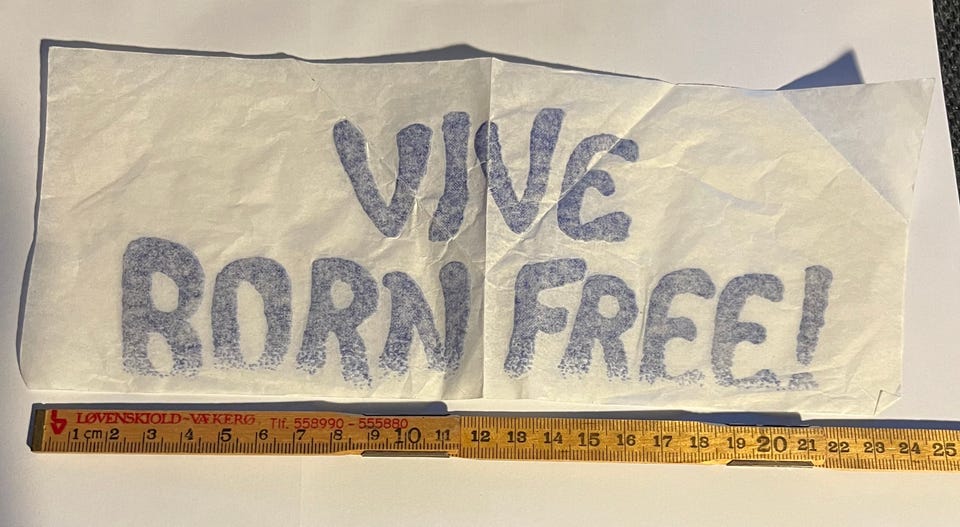 VIVE
BORN FREE!
LØVENSKIOLD-VÆKERØ Tlf. 558990 - 555880
1 cm 2 3 4 5 6 7 8 9 10 11 12 13 14 15 16 17 18 19 20 21 22 23 24 25